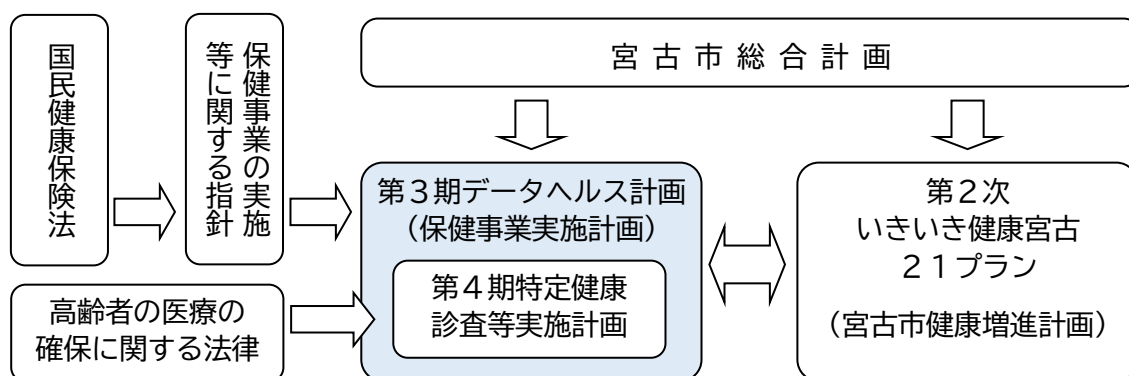 国民健康保険法
保健事業の実施
等に関する指針
宮古市総合計画
第３期データヘルス計画
（保健事業実施計画）
第４期特定健康
診査等実施計画
第２次
いきいき健康宮古
２１プラン
（宮古市健康増進計画）
高齢者の医療の
確保に関する法律